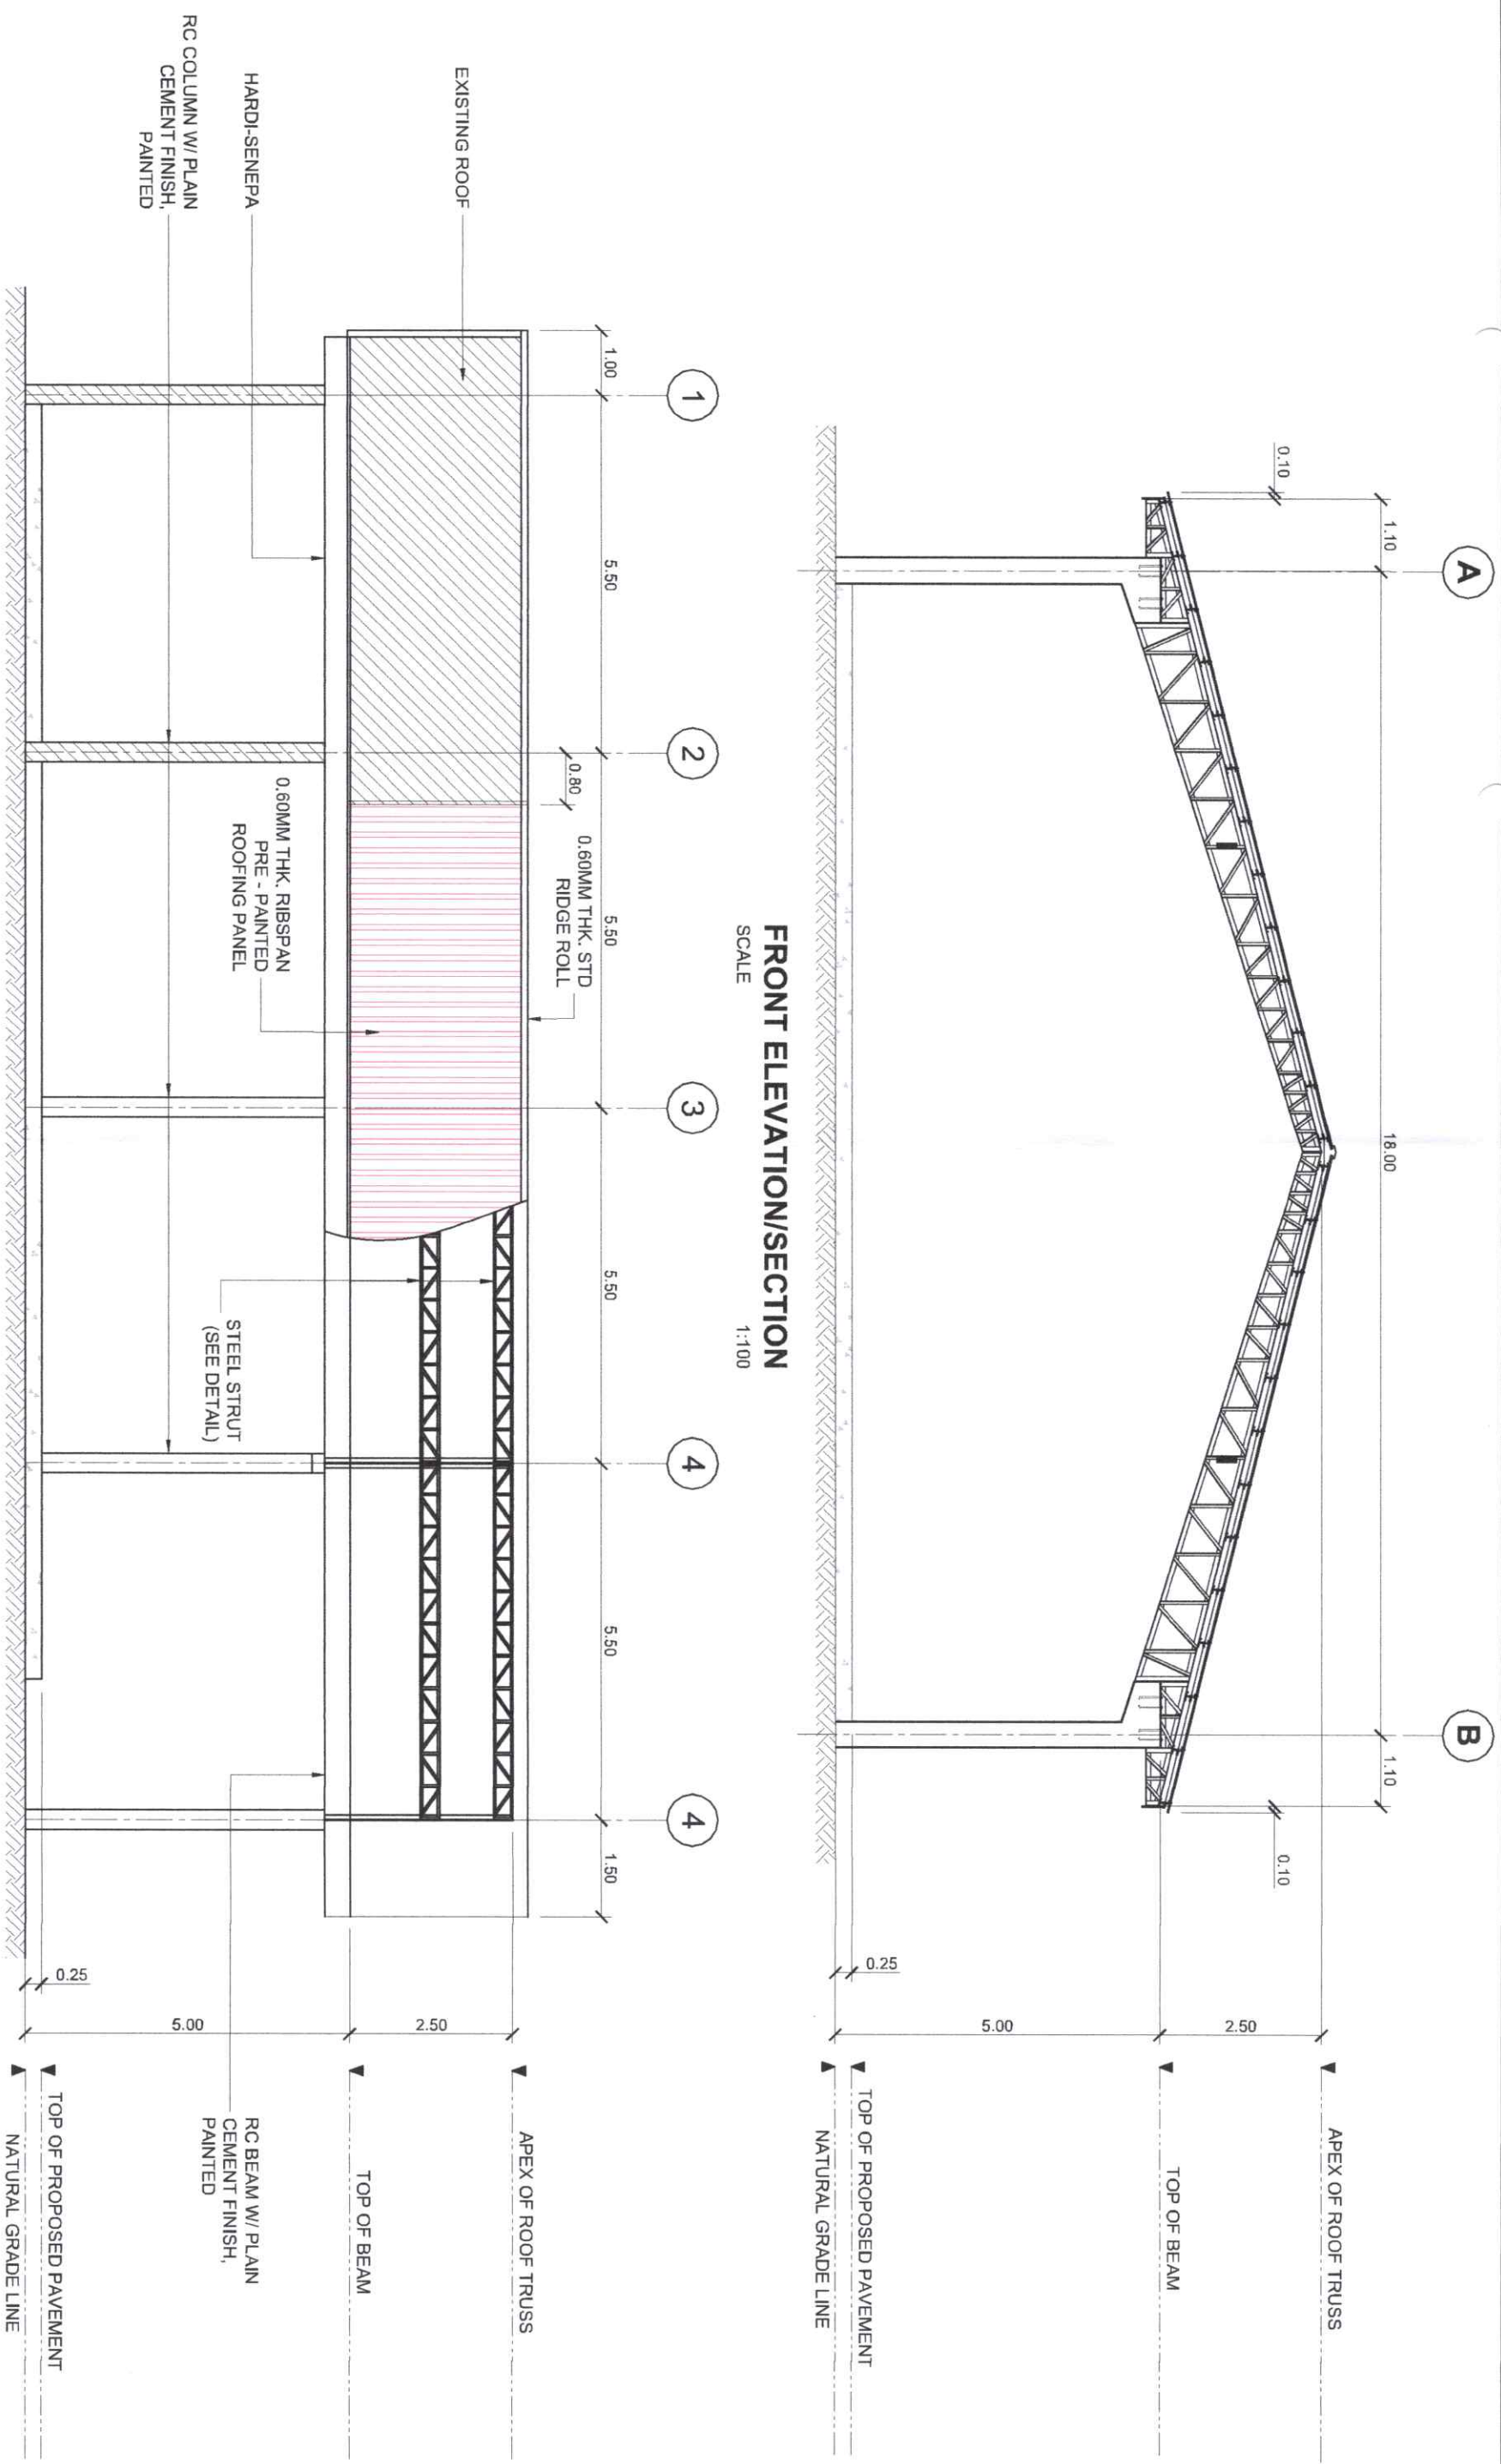 A
B
1.10
18.00
1.10
0.10
0.10
0.25
5.00
2.50
APEX OF ROOF TRUSS
TOP OF BEAM
TOP OF PROPOSED PAVEMENT
NATURAL GRADE LINE
FRONT ELEVATION/SECTION
SCALE
1:100
1
2
3
4
4
1.00
5.50
5.50
5.50
5.50
1.50
0.80
0.60MM THK. STD
RIDGE ROLL
EXISTING ROOF
HARDI-SENEPA
RC COLUMN W/ PLAIN
CEMENT FINISH,
PAINTED
0.60MM THK. RIBSPAN
PRE - PAINTED
ROOFING PANEL
STEEL STRUT
(SEE DETAIL)
0.25
5.00
2.50
APEX OF ROOF TRUSS
TOP OF BEAM
RC BEAM W/ PLAIN
CEMENT FINISH,
PAINTED
TOP OF PROPOSED PAVEMENT
NATURAL GRADE LINE